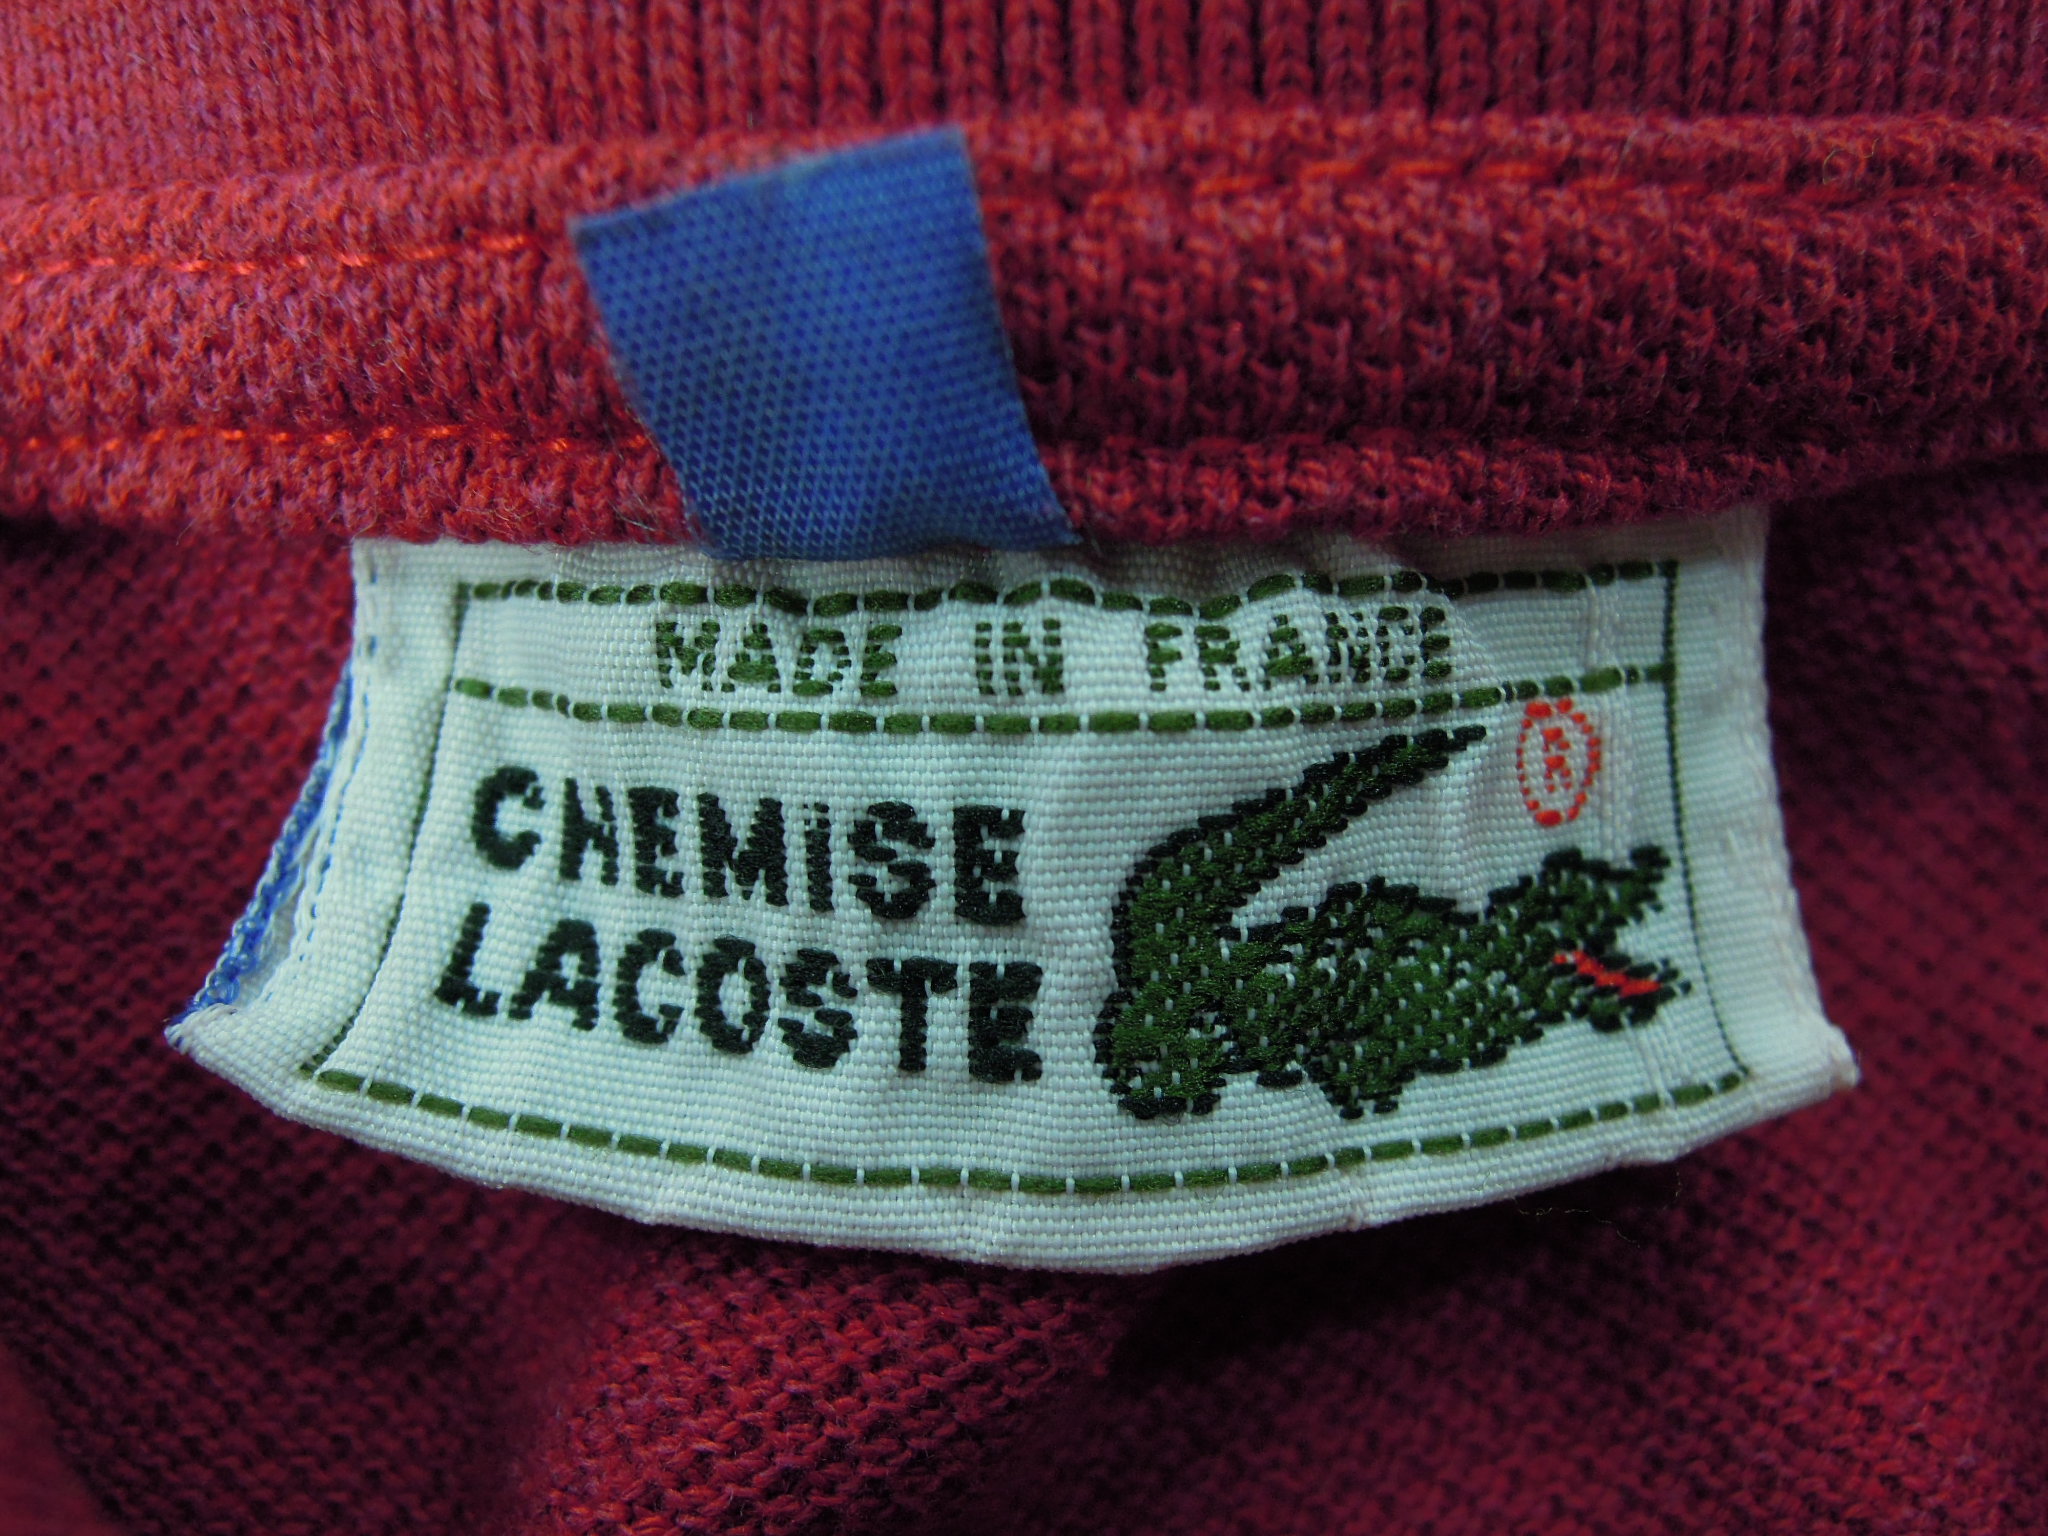 MADE IN FRANCE
CHEMiSE
LACOSTE
®